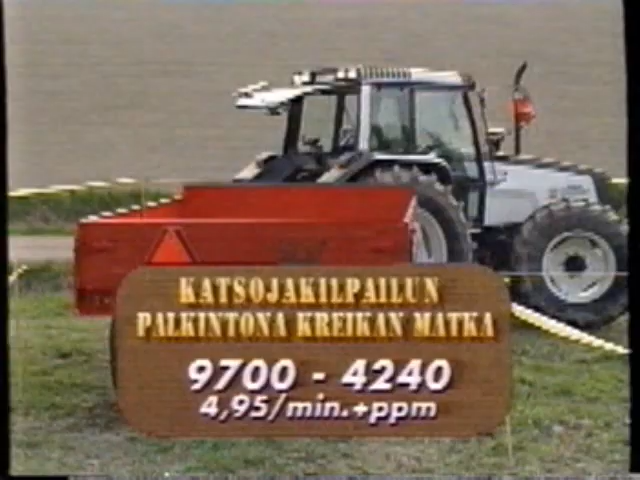 KATSOJAKILPAILUN
PALKINTONA KREIKAN MATKA
9700 - 4240
4,95/min.+ppm